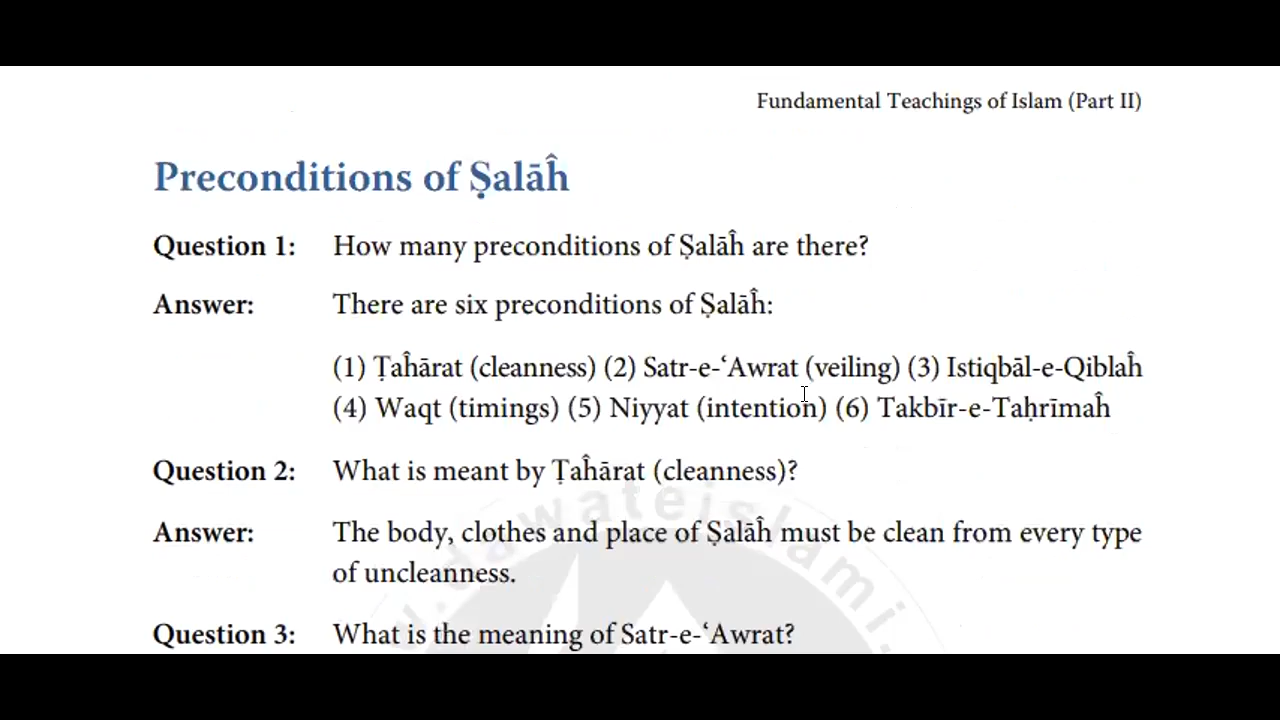 Fundamental Teachings of Islam (Part II)
Preconditions of Ṣalāĥ
Question 1: How many preconditions of Ṣalāĥ are there?
Answer: There are six preconditions of Ṣalāĥ:
(1) Ṭaĥārat (cleanness) (2) Satr-e-‘Awrat (veiling) (3) Istiqbāl-e-Qiblaĥ
(4) Waqt (timings) (5) Niyyat (intention) (6) Takbīr-e-Taḥrīmaĥ
Question 2: What is meant by Ṭaĥārat (cleanness)?
Answer: The body, clothes and place of Ṣalāĥ must be clean from every type
of uncleanness.
Question 3: What is the meaning of Satr-e-‘Awrat?
dawateislami.